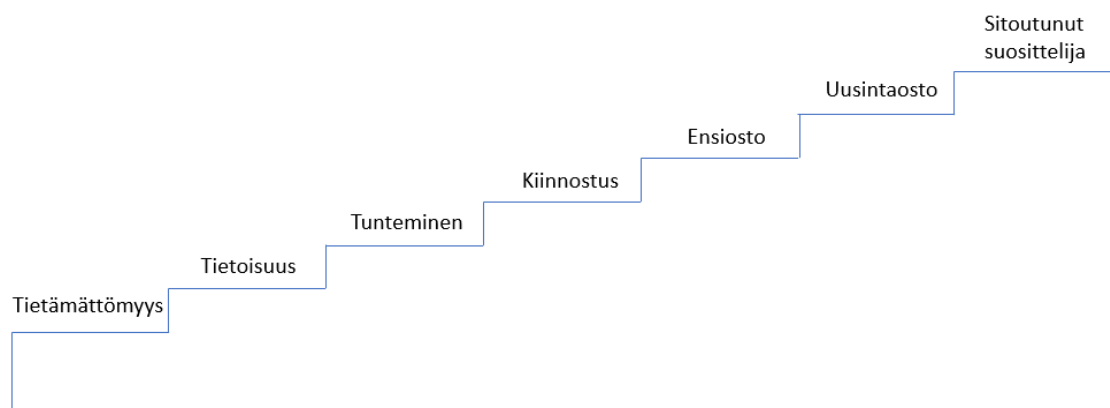 Sitoutunut
suosittelija
Uusintaosto
Ensiosto
Kiinnostus
Tunteminen
Tietoisuus
Tietämättömyys